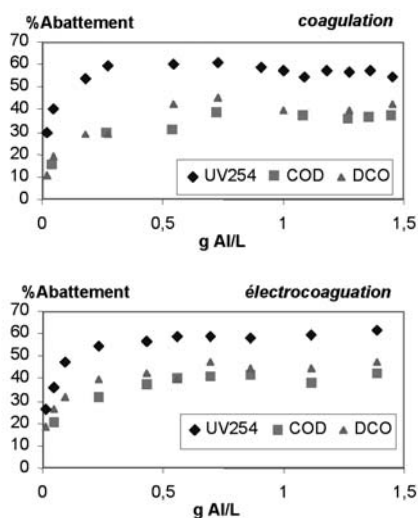 %Abattement coagulation
70
60
50
40
30
20
10
0
UV254 COD DCO
0 0,5 1 1,5
g Al/L
%Abattement électrocoaguation
70
60
50
40
30
20
10
0
UV254 COD DCO
0 0,5 1 1,5
g Al/L